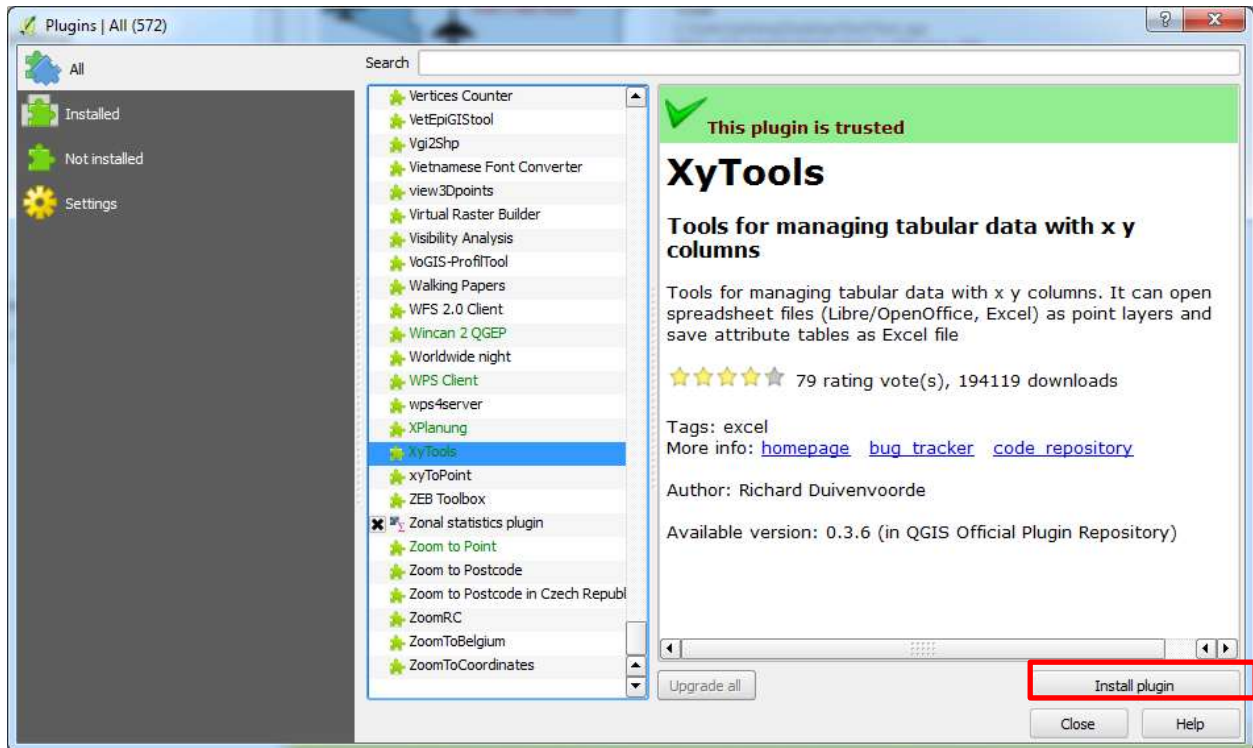 Plugins | All (572)
All
Installed
Not installed
Settings
Search
Vertices Counter
VetEpiGIStool
Vgi2Shp
Vietnamese Font Converter
view3Dpoints
Virtual Raster Builder
Visibility Analysis
VoGIS-ProfilTool
Walking Papers
WFS 2.0 Client
Wincan 2 QGEP
Worldwide night
WPS Client
wps4server
XPlanung
XyTools
xyToPoint
ZEB Toolbox
Zonal statistics plugin
Zoom to Point
Zoom to Postcode
Zoom to Postcode in Czech Republ
ZoomRC
ZoomToBelgium
ZoomToCoordinates
This plugin is trusted
XyTools
Tools for managing tabular data with x y
columns
Tools for managing tabular data with x y columns. It can open
spreadsheet files (Libre/OpenOffice, Excel) as point layers and
save attribute tables as Excel file
79 rating vote(s), 194119 downloads
Tags: excel
More info: homepage bug tracker code repository
Author: Richard Duivenvoorde
Available version: 0.3.6 (in QGIS Official Plugin Repository)
Upgrade all
Install plugin
Close
Help